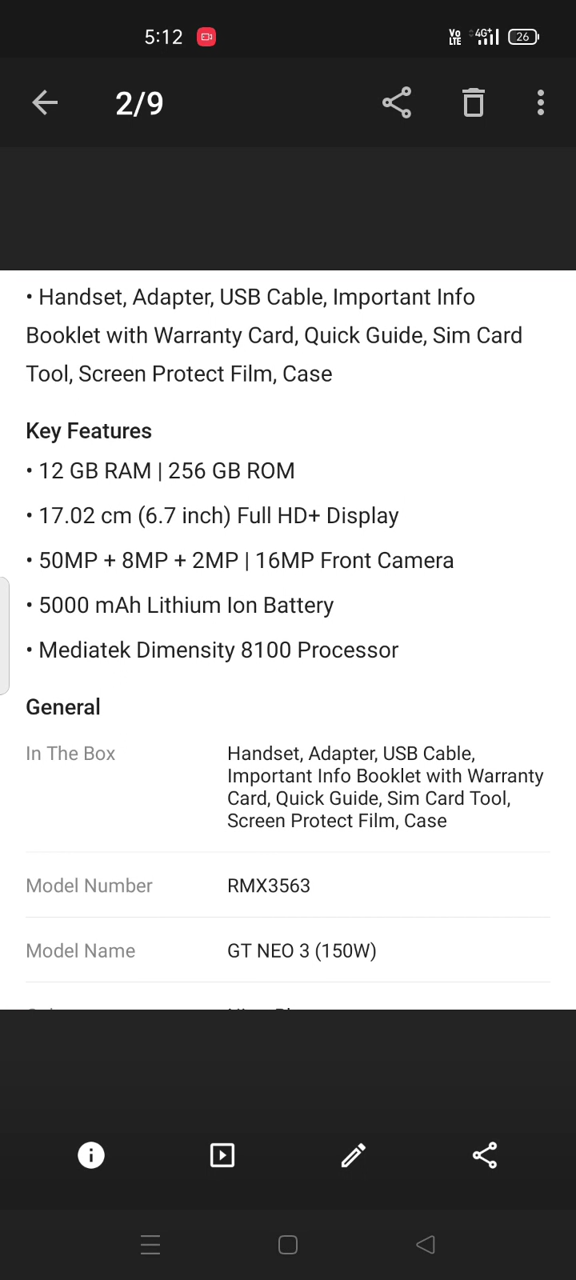 5:12
Vo LTE 4G+ 26
2/9
• Handset, Adapter, USB Cable, Important Info
Booklet with Warranty Card, Quick Guide, Sim Card
Tool, Screen Protect Film, Case
Key Features
• 12 GB RAM | 256 GB ROM
• 17.02 cm (6.7 inch) Full HD+ Display
• 50MP + 8MP + 2MP | 16MP Front Camera
• 5000 mAh Lithium Ion Battery
• Mediatek Dimensity 8100 Processor
General
In The Box
Handset, Adapter, USB Cable,
Important Info Booklet with Warranty
Card, Quick Guide, Sim Card Tool,
Screen Protect Film, Case
Model Number RMX3563
Model Name GT NEO 3 (150W)